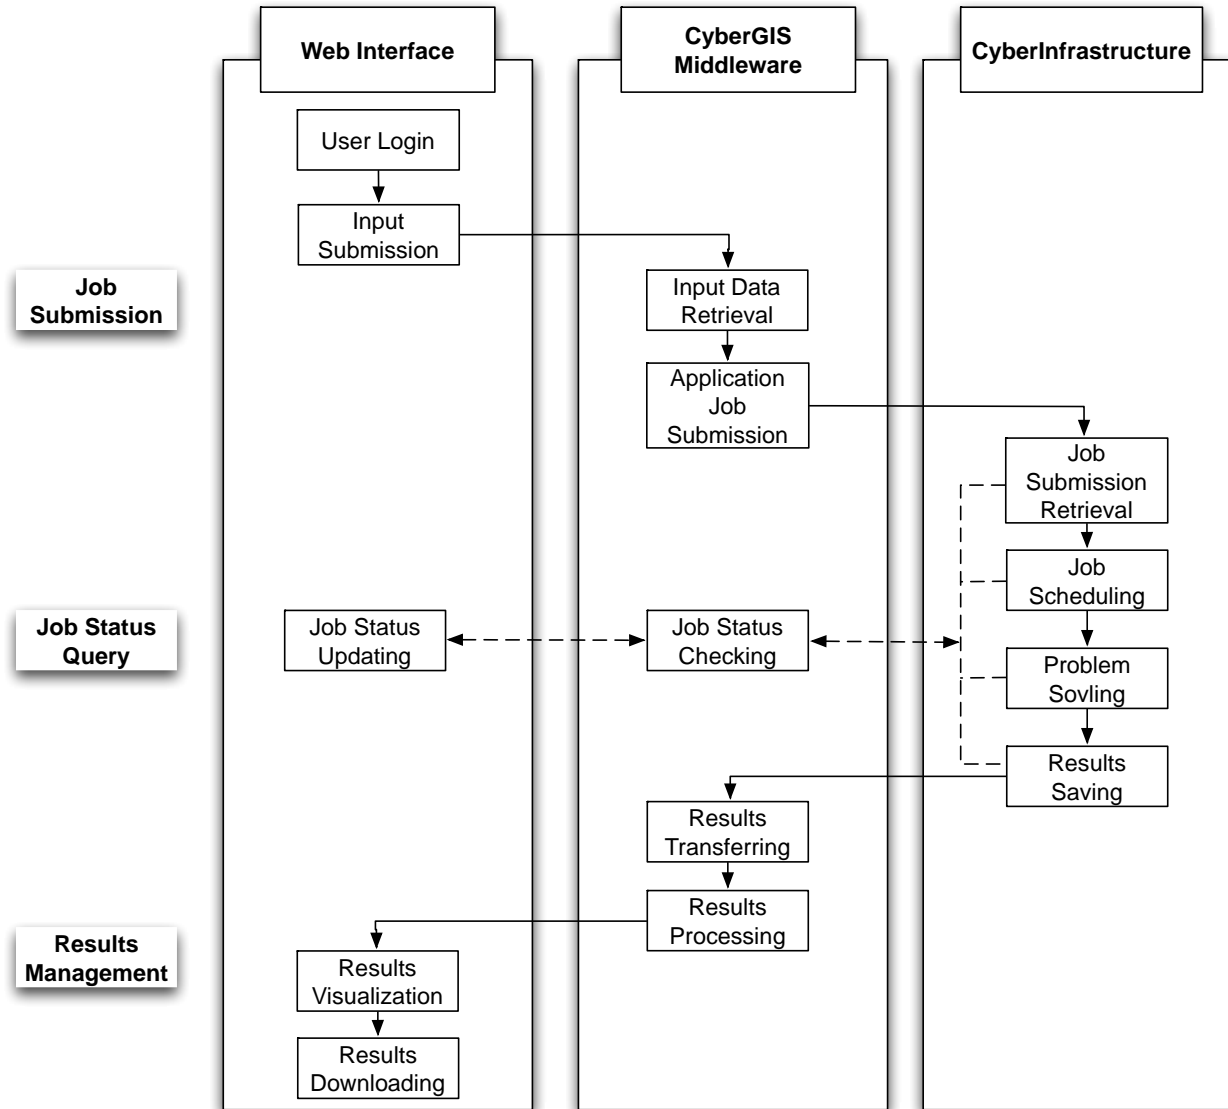 Web Interface
CyberGIS
Middleware
CyberInfrastructure
User Login
Input
Submission
Job
Submission
Input Data
Retrieval
Application
Job
Submission
Job
Submission
Retrieval
Job
Scheduling
Job Status
Query
Job Status
Updating
Job Status
Checking
Problem
Sovling
Results
Saving
Results
Transferring
Results
Processing
Results
Management
Results
Visualization
Results
Downloading